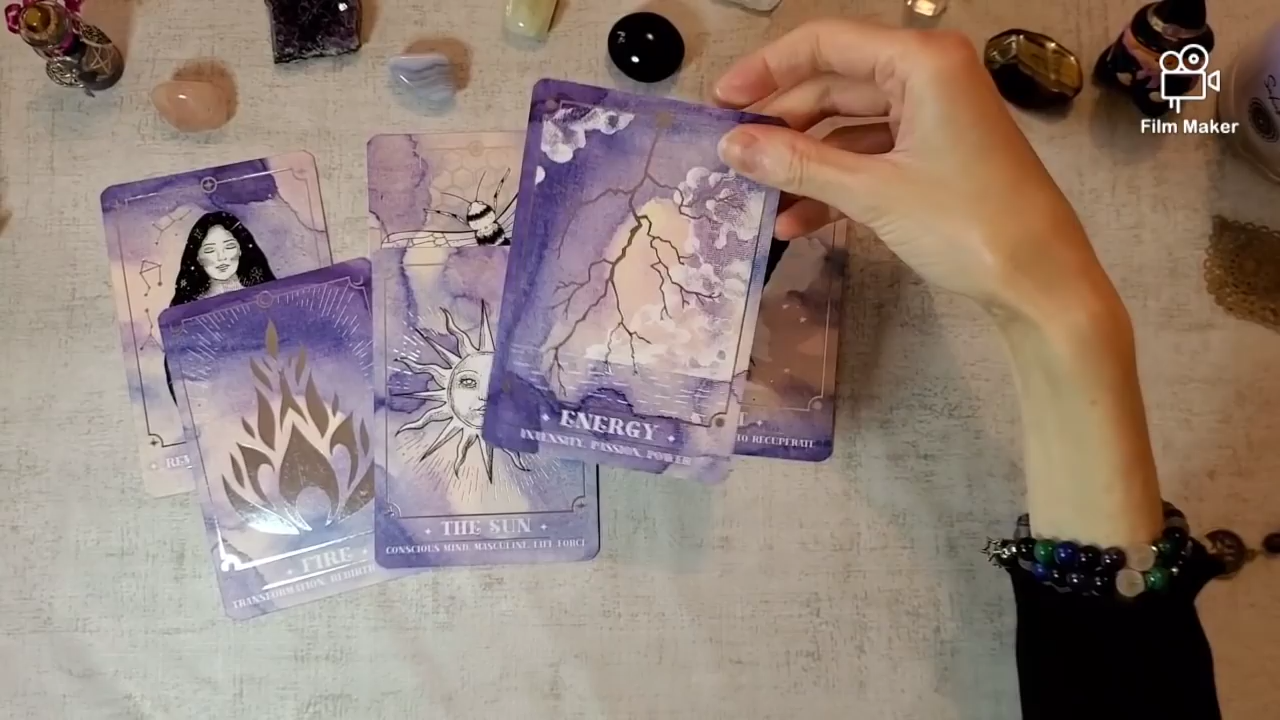 Film Maker
ENERGY
INTENSITY, PASSION, POWER
TO RECUPERATE
THE SUN
CONSCIOUS MIND, MASCULINE, LIFE FORCE
FIRE
TRANSFORMATION, REBIRTH